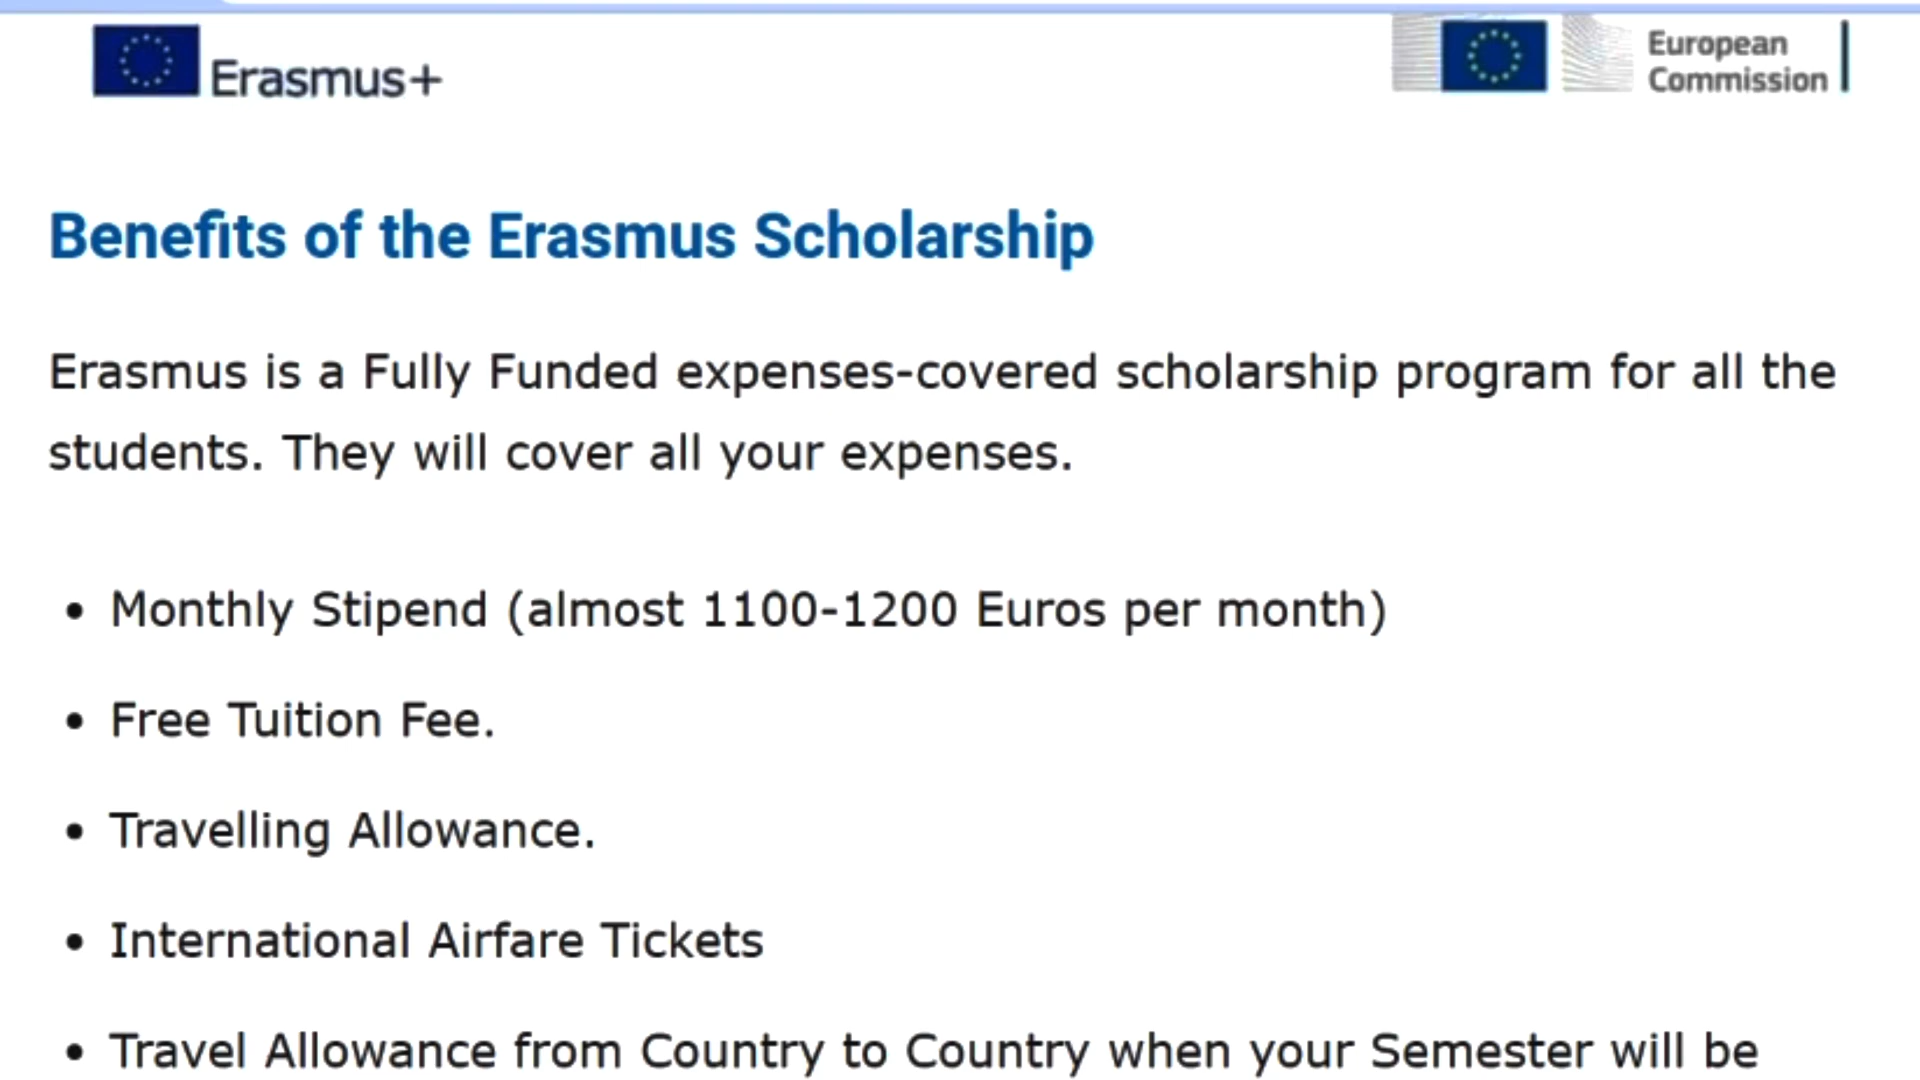 Erasmus+
European
Commission
Benefits of the Erasmus Scholarship
Erasmus is a Fully Funded expenses-covered scholarship program for all the
students. They will cover all your expenses.
• Monthly Stipend (almost 1100-1200 Euros per month)
• Free Tuition Fee.
• Travelling Allowance.
• International Airfare Tickets
• Travel Allowance from Country to Country when your Semester will be